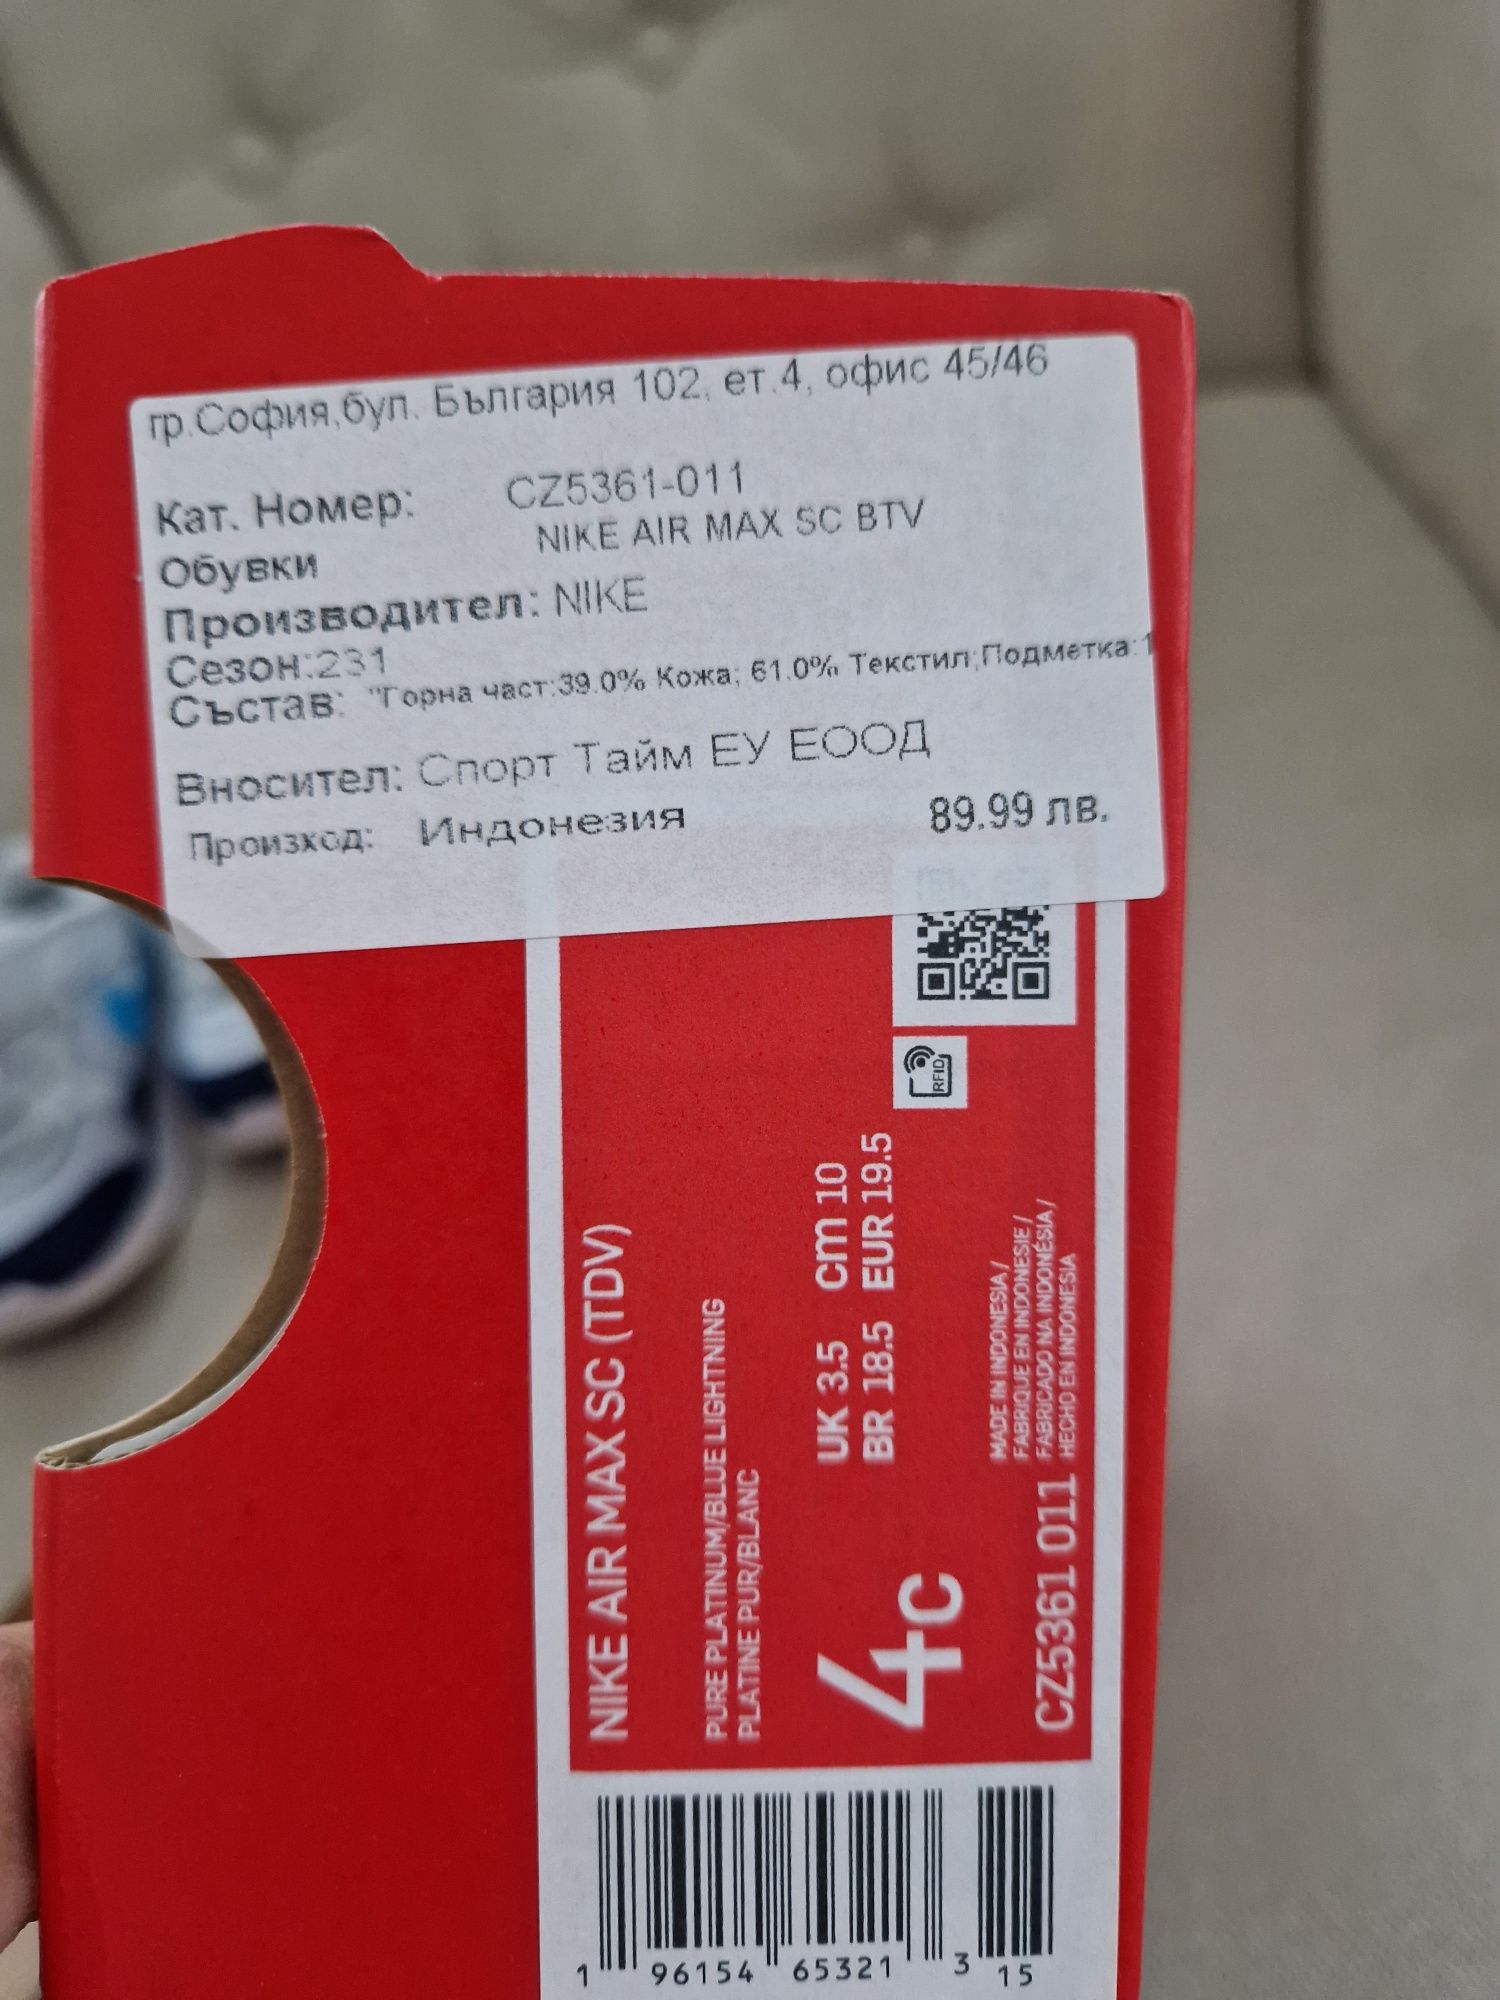 гр.София,бул. България 102, ет.4, офис 45/46
Кат. Номер: CZ5361-011
Обувки NIKE AIR MAX SC BTV
Производител: NIKE
Сезон:231
Състав: "Горна част:39.0% Кожа; 61.0% Текстил;Подметка:1
Вносител: Спорт Тайм ЕУ ЕООД
Произход: Индонезия 89.99 лв.
RFID
NIKE AIR MAX SC (TDV)
PURE PLATINUM/BLUE LIGHTNING
PLATINE PUR/BLANC
4C
UK 3.5 cm 10
BR 18.5 EUR 19.5
MADE IN INDONESIA /
FABRIQUE EN INDONESIE /
FABRICADO NA INDONÉSIA /
HECHO EN INDONESIA
CZ5361 011
1 96154 65321 3 15